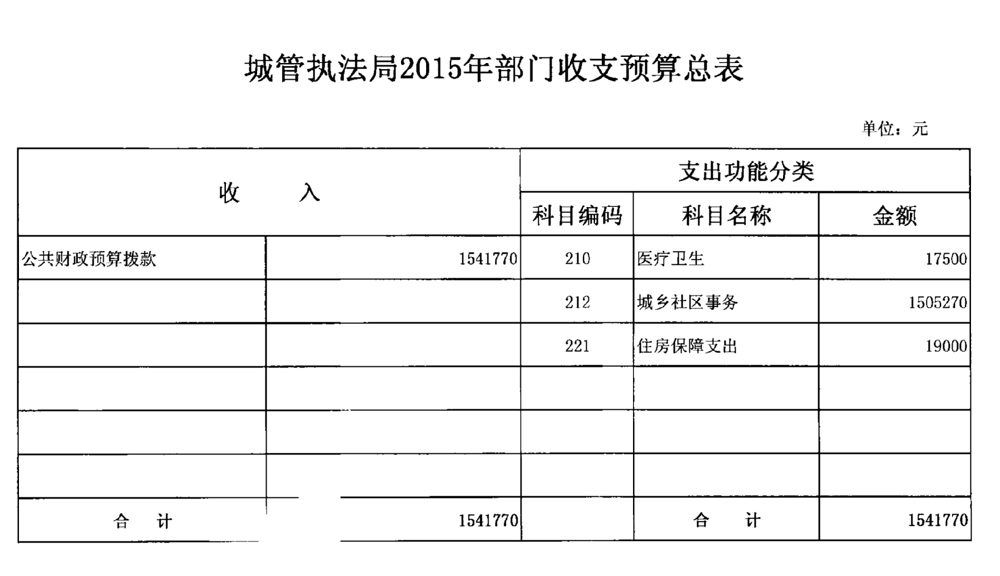 城管执法局2015年部门收支预算总表
单位：元
收 入
支出功能分类
科目编码 科目名称 金额
公共财政预算拨款 1541770 210 医疗卫生 17500
212 城乡社区事务 1505270
221 住房保障支出 19000
合 计 1541770 合 计 1541770